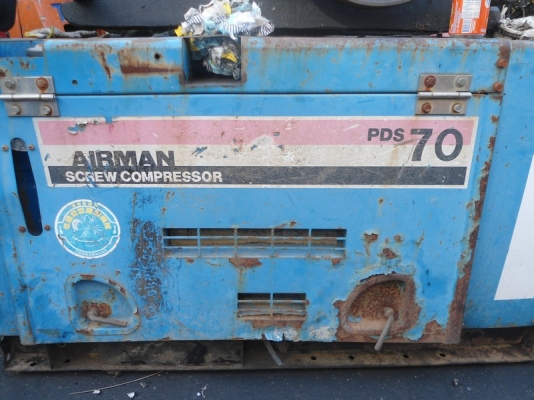 PDS 70
AIRMAN
SCREW COMPRESSOR